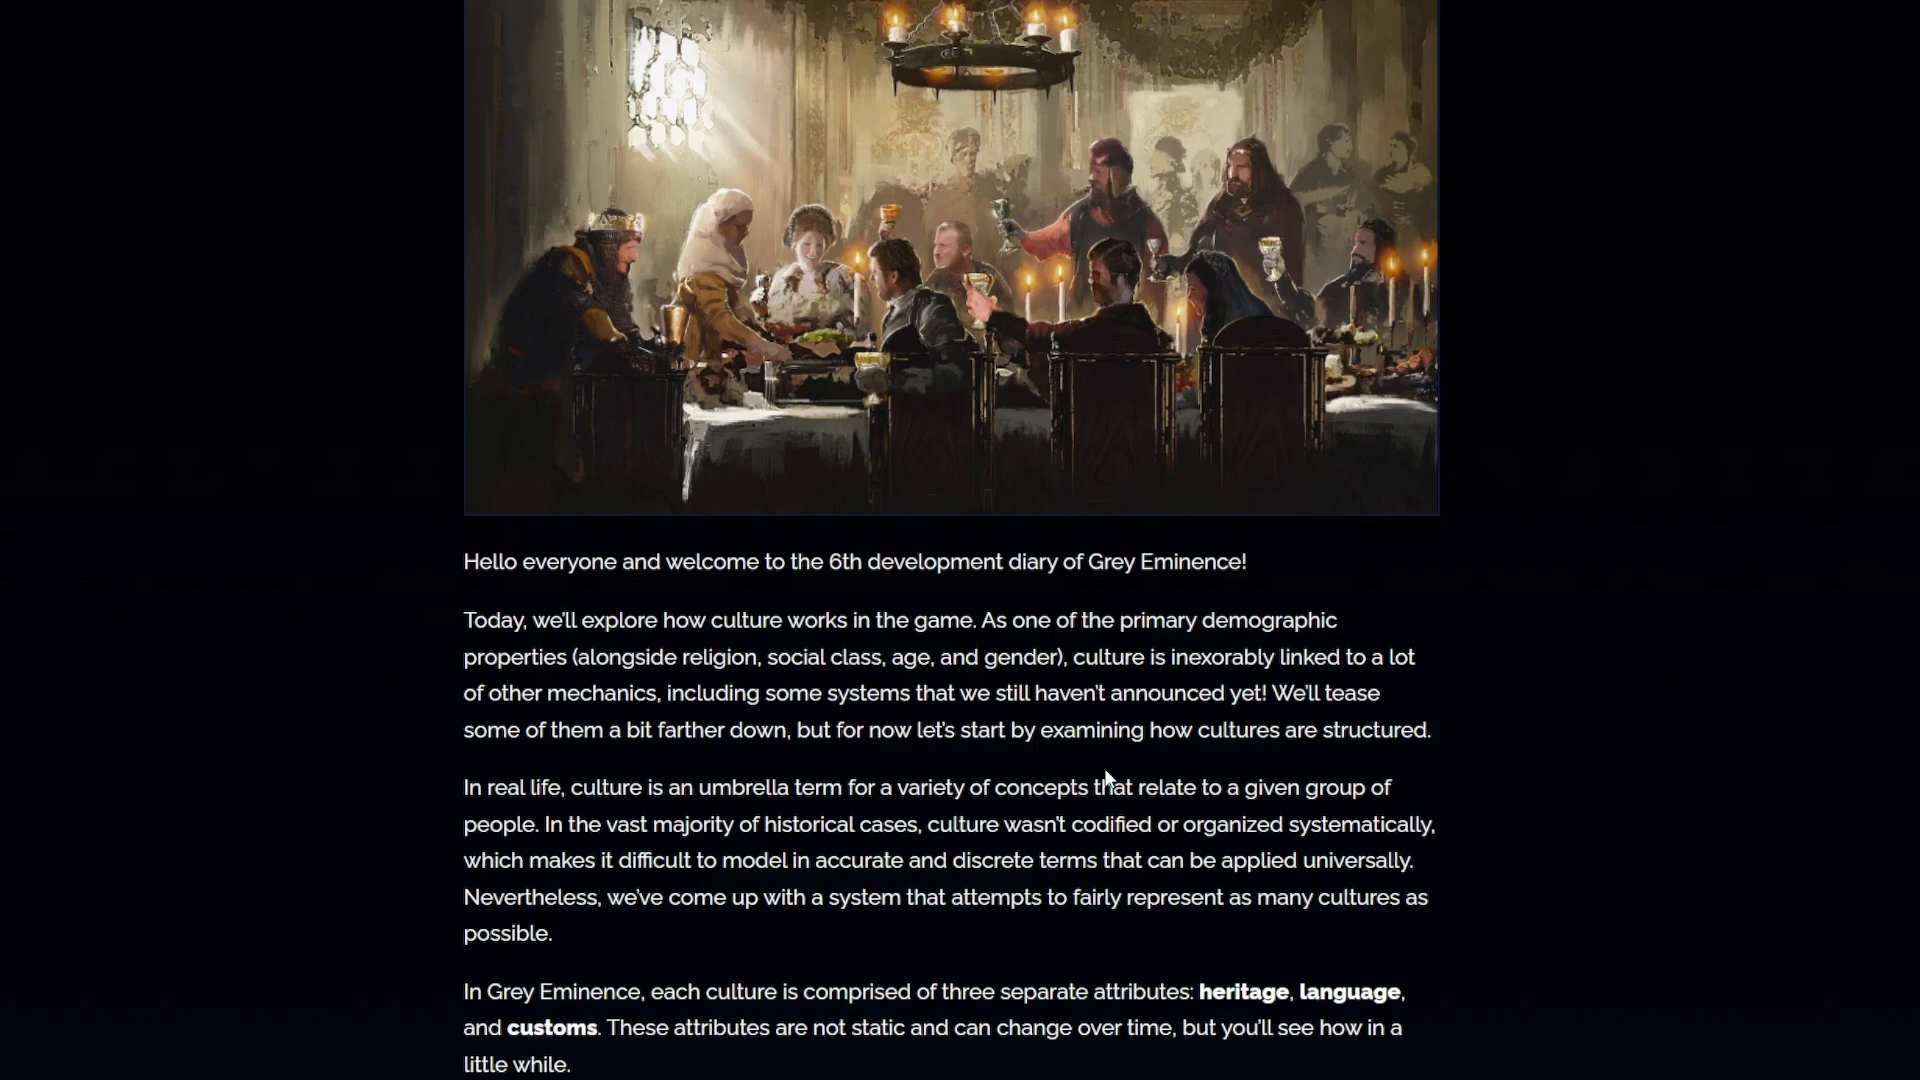 Hello everyone and welcome to the 6th development diary of Grey Eminence!
Today, we'll explore how culture works in the game. As one of the primary demographic
properties (alongside religion, social class, age, and gender), culture is inexorably linked to a lot
of other mechanics, including some systems that we still haven't announced yet! We'll tease
some of them a bit farther down, but for now let's start by examining how cultures are structured.
In real life, culture is an umbrella term for a variety of concepts that relate to a given group of
people. In the vast majority of historical cases, culture wasn't codified or organized systematically,
which makes it difficult to model in accurate and discrete terms that can be applied universally.
Nevertheless, we've come up with a system that attempts to fairly represent as many cultures as
possible.
In Grey Eminence, each culture is comprised of three separate attributes: heritage, language,
and customs. These attributes are not static and can change over time, but you'll see how in a
little while.